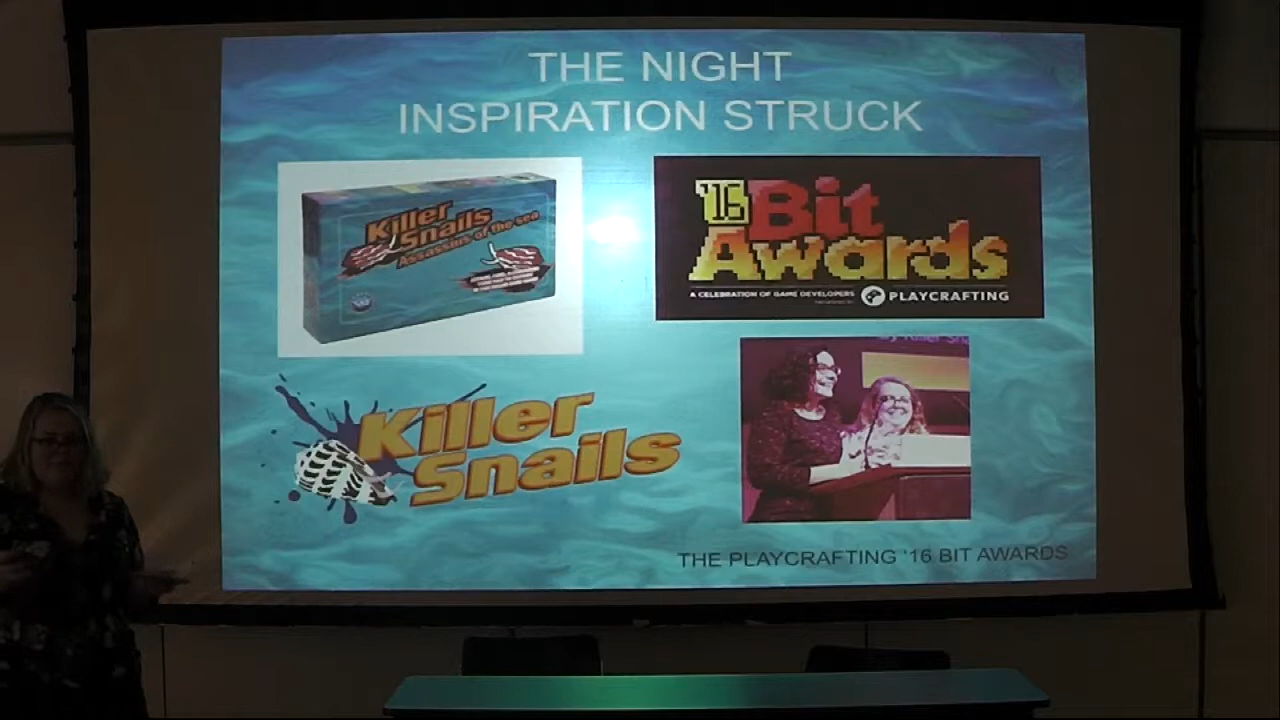 THE NIGHT
INSPIRATION STRUCK
Killer
Snails
Assassins of the Sea
'16 Bit
Awards
A CELEBRATION OF GAME DEVELOPERS
PLAYCRAFTING
Killer
Snails
THE PLAYCRAFTING '16 BIT AWARDS